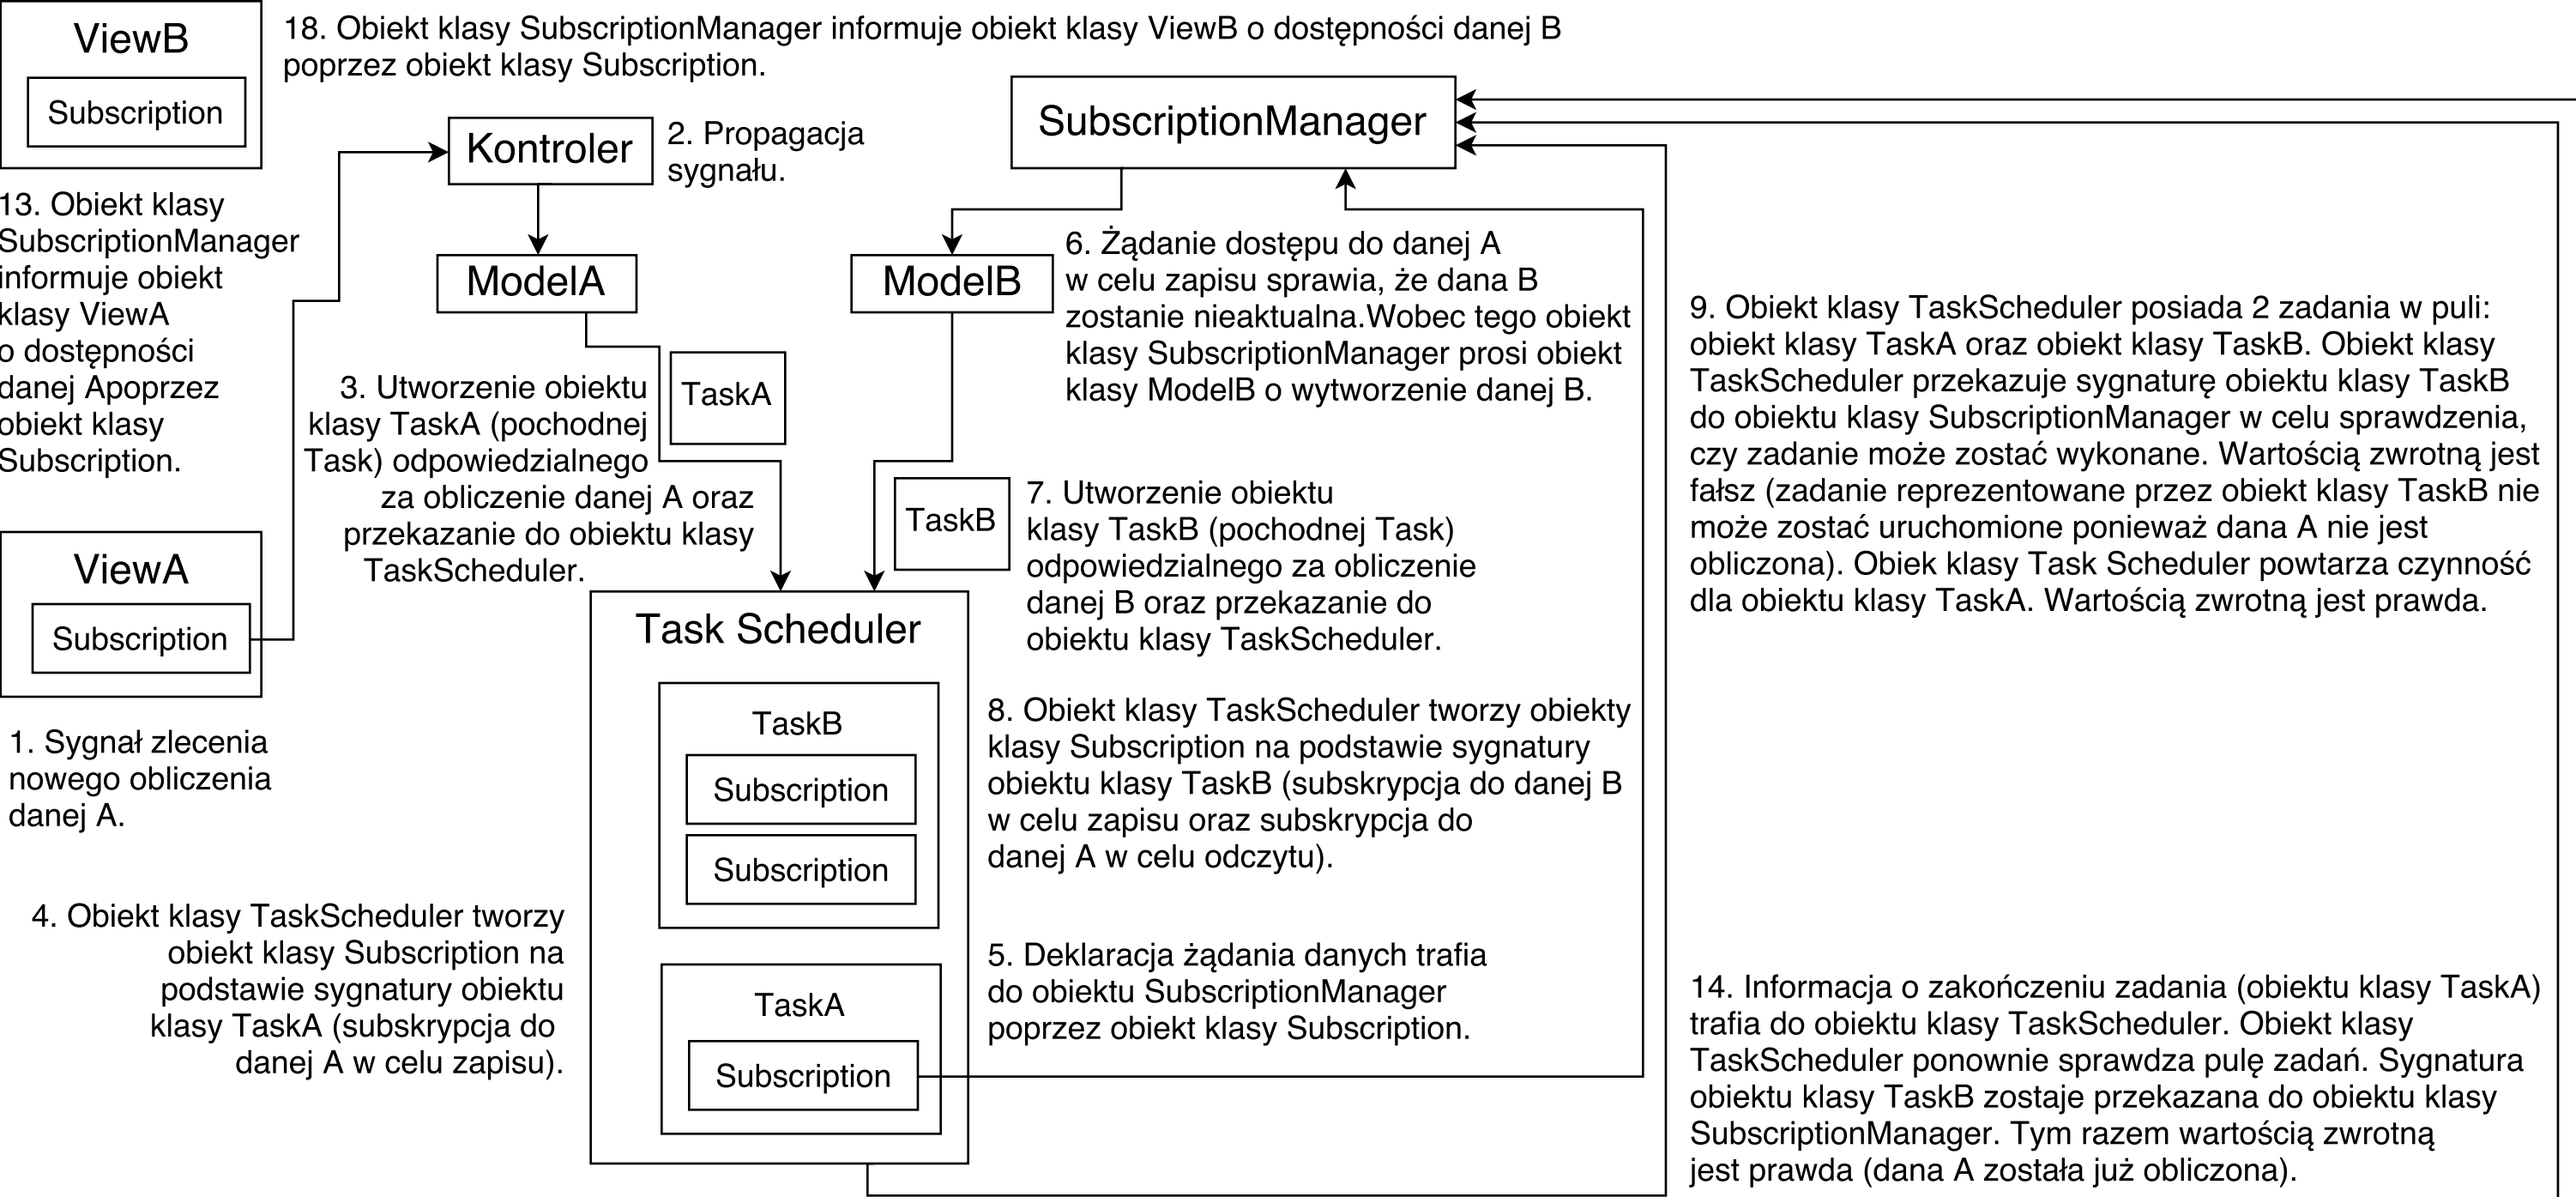 ViewB
Subscription
18. Obiekt klasy SubscriptionManager informuje obiekt klasy ViewB o dostępności danej B
poprzez obiekt klasy Subscription.
Kontroler
2. Propagacja
sygnału.
SubscriptionManager
13. Obiekt klasy
SubscriptionManager
informuje obiekt
klasy ViewA
o dostępności
danej Apoprzez
obiekt klasy
Subscription.
ModelA
ModelB
6. Żądanie dostępu do danej A
w celu zapisu sprawia, że dana B
zostanie nieaktualna.Wobec tego obiekt
klasy SubscriptionManager prosi obiekt
klasy ModelB o wytworzenie danej B.
3. Utworzenie obiektu
klasy TaskA (pochodnej
Task) odpowiedzialnego
za obliczenie danej A oraz
przekazanie do obiektu klasy
TaskScheduler.
TaskA
TaskB
7. Utworzenie obiektu
klasy TaskB (pochodnej Task)
odpowiedzialnego za obliczenie
danej B oraz przekazanie do
obiektu klasy TaskScheduler.
9. Obiekt klasy TaskScheduler posiada 2 zadania w puli:
obiekt klasy TaskA oraz obiekt klasy TaskB. Obiekt klasy
TaskScheduler przekazuje sygnaturę obiektu klasy TaskB
do obiektu klasy SubscriptionManager w celu sprawdzenia,
czy zadanie może zostać wykonane. Wartością zwrotną jest
fałsz (zadanie reprezentowane przez obiekt klasy TaskB nie
może zostać uruchomione ponieważ dana A nie jest
obliczona). Obiek klasy Task Scheduler powtarza czynność
dla obiektu klasy TaskA. Wartością zwrotną jest prawda.
ViewA
Subscription
1. Sygnał zlecenia
nowego obliczenia
danej A.
Task Scheduler
TaskB
Subscription
Subscription
8. Obiekt klasy TaskScheduler tworzy obiekty
klasy Subscription na podstawie sygnatury
obiektu klasy TaskB (subskrypcja do danej B
w celu zapisu oraz subskrypcja do
danej A w celu odczytu).
4. Obiekt klasy TaskScheduler tworzy
obiekt klasy Subscription na
podstawie sygnatury obiektu
klasy TaskA (subskrypcja do
danej A w celu zapisu).
TaskA
Subscription
5. Deklaracja żądania danych trafia
do obiektu SubscriptionManager
poprzez obiekt klasy Subscription.
14. Informacja o zakończeniu zadania (obiektu klasy TaskA)
trafia do obiektu klasy TaskScheduler. Obiekt klasy
TaskScheduler ponownie sprawdza pulę zadań. Sygnatura
obiektu klasy TaskB zostaje przekazana do obiektu klasy
SubscriptionManager. Tym razem wartością zwrotną
jest prawda (dana A została już obliczona).